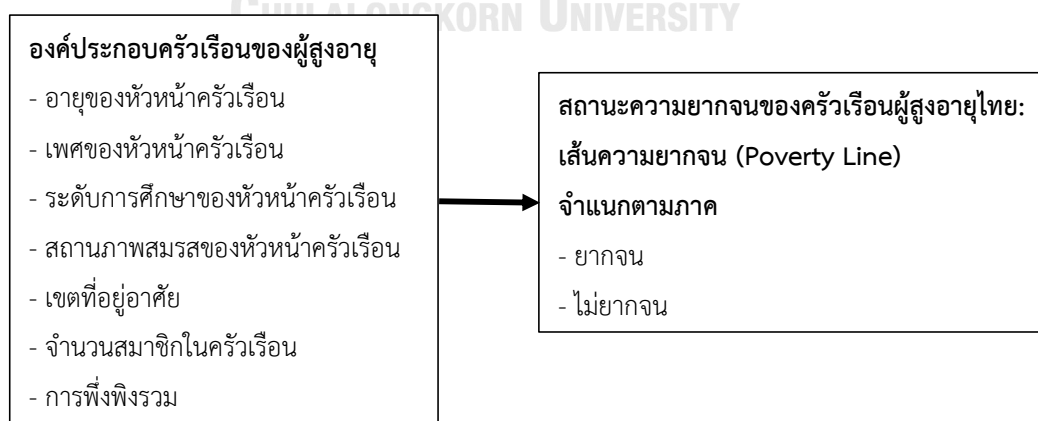 CHULALONGKORN UNIVERSITY
องค์ประกอบครัวเรือนของผู้สูงอายุ
- อายุของหัวหน้าครัวเรือน
- เพศของหัวหน้าครัวเรือน
- ระดับการศึกษาของหัวหน้าครัวเรือน
- สถานภาพสมรสของหัวหน้าครัวเรือน
- เขตที่อยู่อาศัย
- จำนวนสมาชิกในครัวเรือน
- การพึ่งพิงรวม
สถานะความยากจนของครัวเรือนผู้สูงอายุไทย:
เส้นความยากจน (Poverty Line)
จำแนกตามภาค
- ยากจน
- ไม่ยากจน